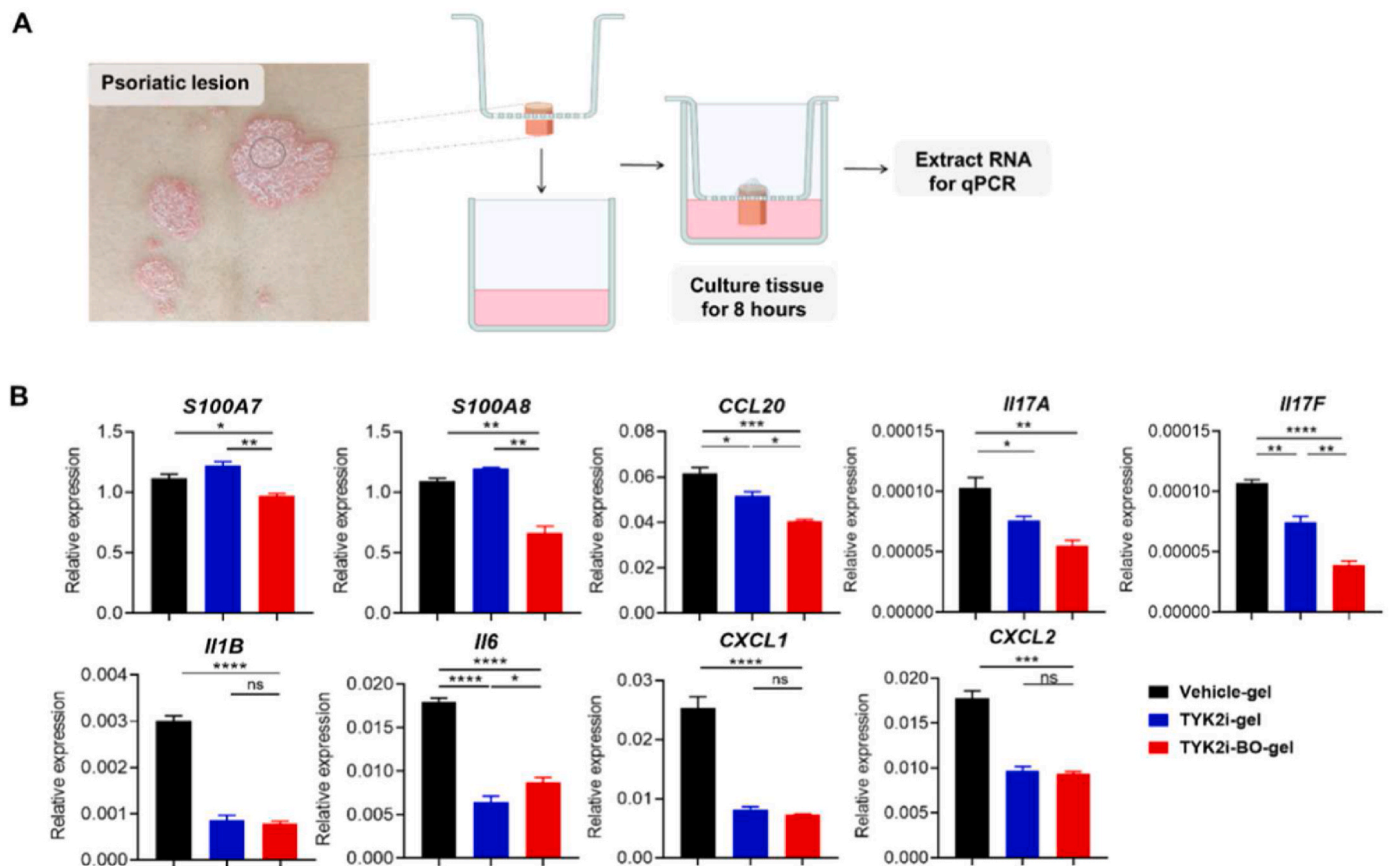 A
Psoriatic lesion
Extract RNA
for qPCR
Culture tissue
for 8 hours
B
S100A7
Relative expression
1.5
1.0
0.5
0.0
*
**
S100A8
Relative expression
1.5
1.0
0.5
0.0
**
**
CCL20
Relative expression
0.08
0.06
0.04
0.02
0.00
***
*
*
Il17A
Relative expression
0.00015
0.00010
0.00005
0.00000
**
*
Il17F
Relative expression
0.00015
0.00010
0.00005
0.00000
****
**
**
Il1B
Relative expression
0.004
0.003
0.002
0.001
0.000
****
ns
Il6
Relative expression
0.020
0.015
0.010
0.005
0.000
****
****
*
CXCL1
Relative expression
0.03
0.02
0.01
0.00
****
ns
CXCL2
Relative expression
0.020
0.015
0.010
0.005
0.000
***
ns
Vehicle-gel
TYK2i-gel
TYK2i-BO-gel